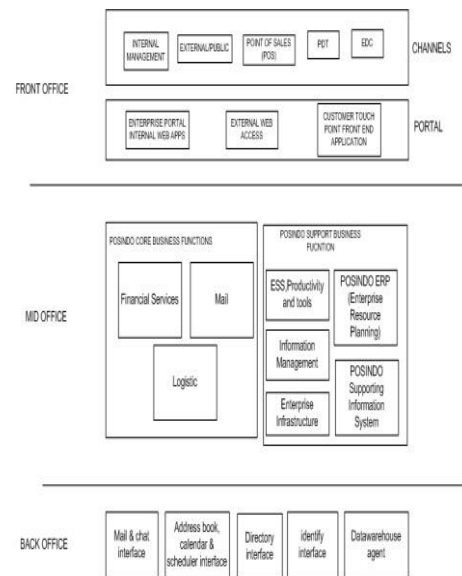 INTERNAL
MANAGEMENT
EXTERNAL/PUBLIC
POINT OF SALES
(POS)
PDT
EDC
CHANNELS
FRONT OFFICE
ENTERPRISE PORTAL
INTERNAL WEB APPS
EXTERNAL WEB
ACCESS
CUSTOMER TOUCH
POINT FRONT END
APPLICATION
PORTAL
MID OFFICE
POSINDO CORE BUSINESS FUNCTIONS
Financial Services
Mail
Logistic
POSINDO SUPPORT BUSINESS
FUCNTION
ESS,Productivity
and tools
POSINDO ERP
(Enterprise
Resource
Planning)
Information
Management
Enterprise
Infrastructure
POSINDO
Supporting
Information
System
BACK OFFICE
Mail & chat
interface
Address book,
calendar &
scheduler interface
Directory
interface
identify
interface
Datawarehouse
agent